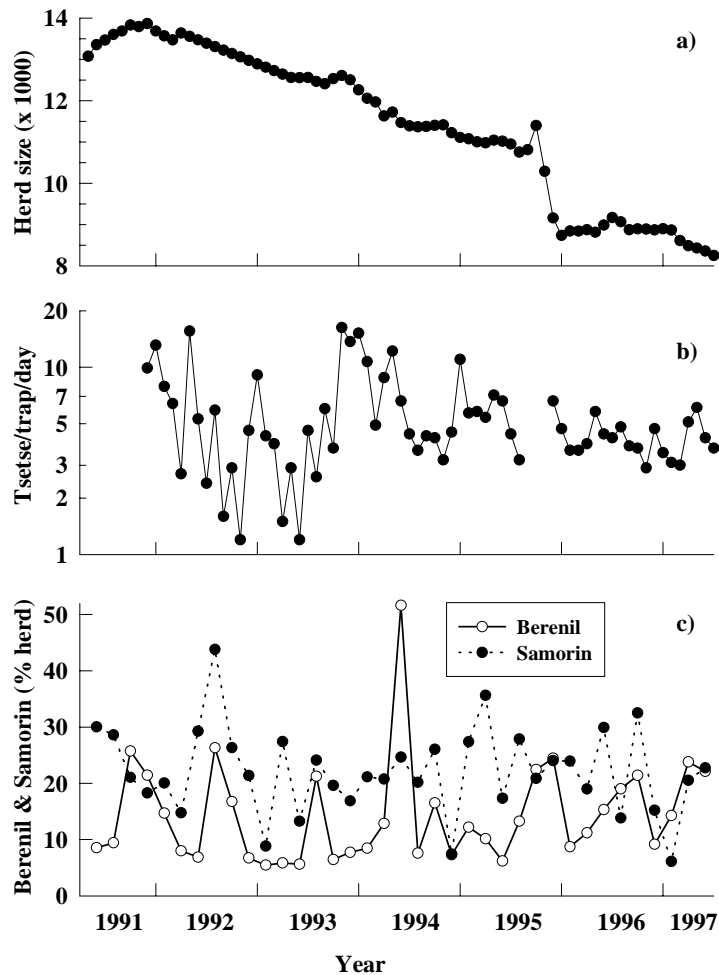 14
12
10
8
Herd size (x 1000)
a)
20
10
7
5
3
2
1
Tsetse/trap/day
b)
50
40
30
20
10
0
Berenil & Samorin (% herd)
c)
Berenil
Samorin
1991 1992 1993 1994 1995 1996 1997
Year